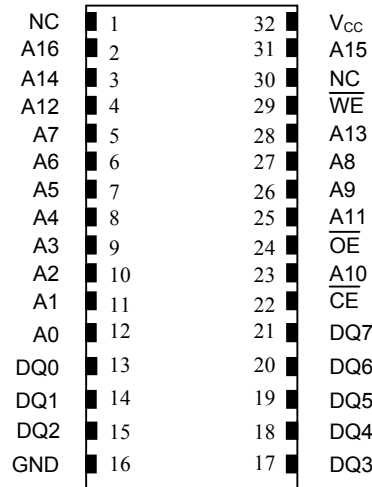 NC 1 32 VCC
A16 2 31 A15
A14 3 30 NC
A12 4 29 WE
A7 5 28 A13
A6 6 27 A8
A5 7 26 A9
A4 8 25 A11
A3 9 24 OE
A2 10 23 A10
A1 11 22 CE
A0 12 21 DQ7
DQ0 13 20 DQ6
DQ1 14 19 DQ5
DQ2 15 18 DQ4
GND 16 17 DQ3